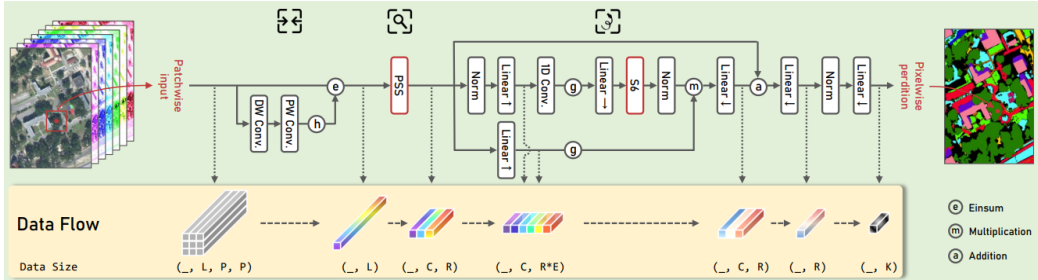 Patchwise
input
DW Conv.
PW Conv.
h
e
PSS
Norm
Linear ↑
1D Conv.
g
Linear →
S6
Norm
m
Linear ↓
a
Linear ↓
Norm
Linear ↓
Pixelwise
perdition
Linear ↑
g
Data Flow
Data Size
(_, L, P, P)
(_, L)
(_, C, R)
(_, C, R*E)
(_, C, R)
(_, R)
(_, K)
e Einsum
m Multiplication
a Addition